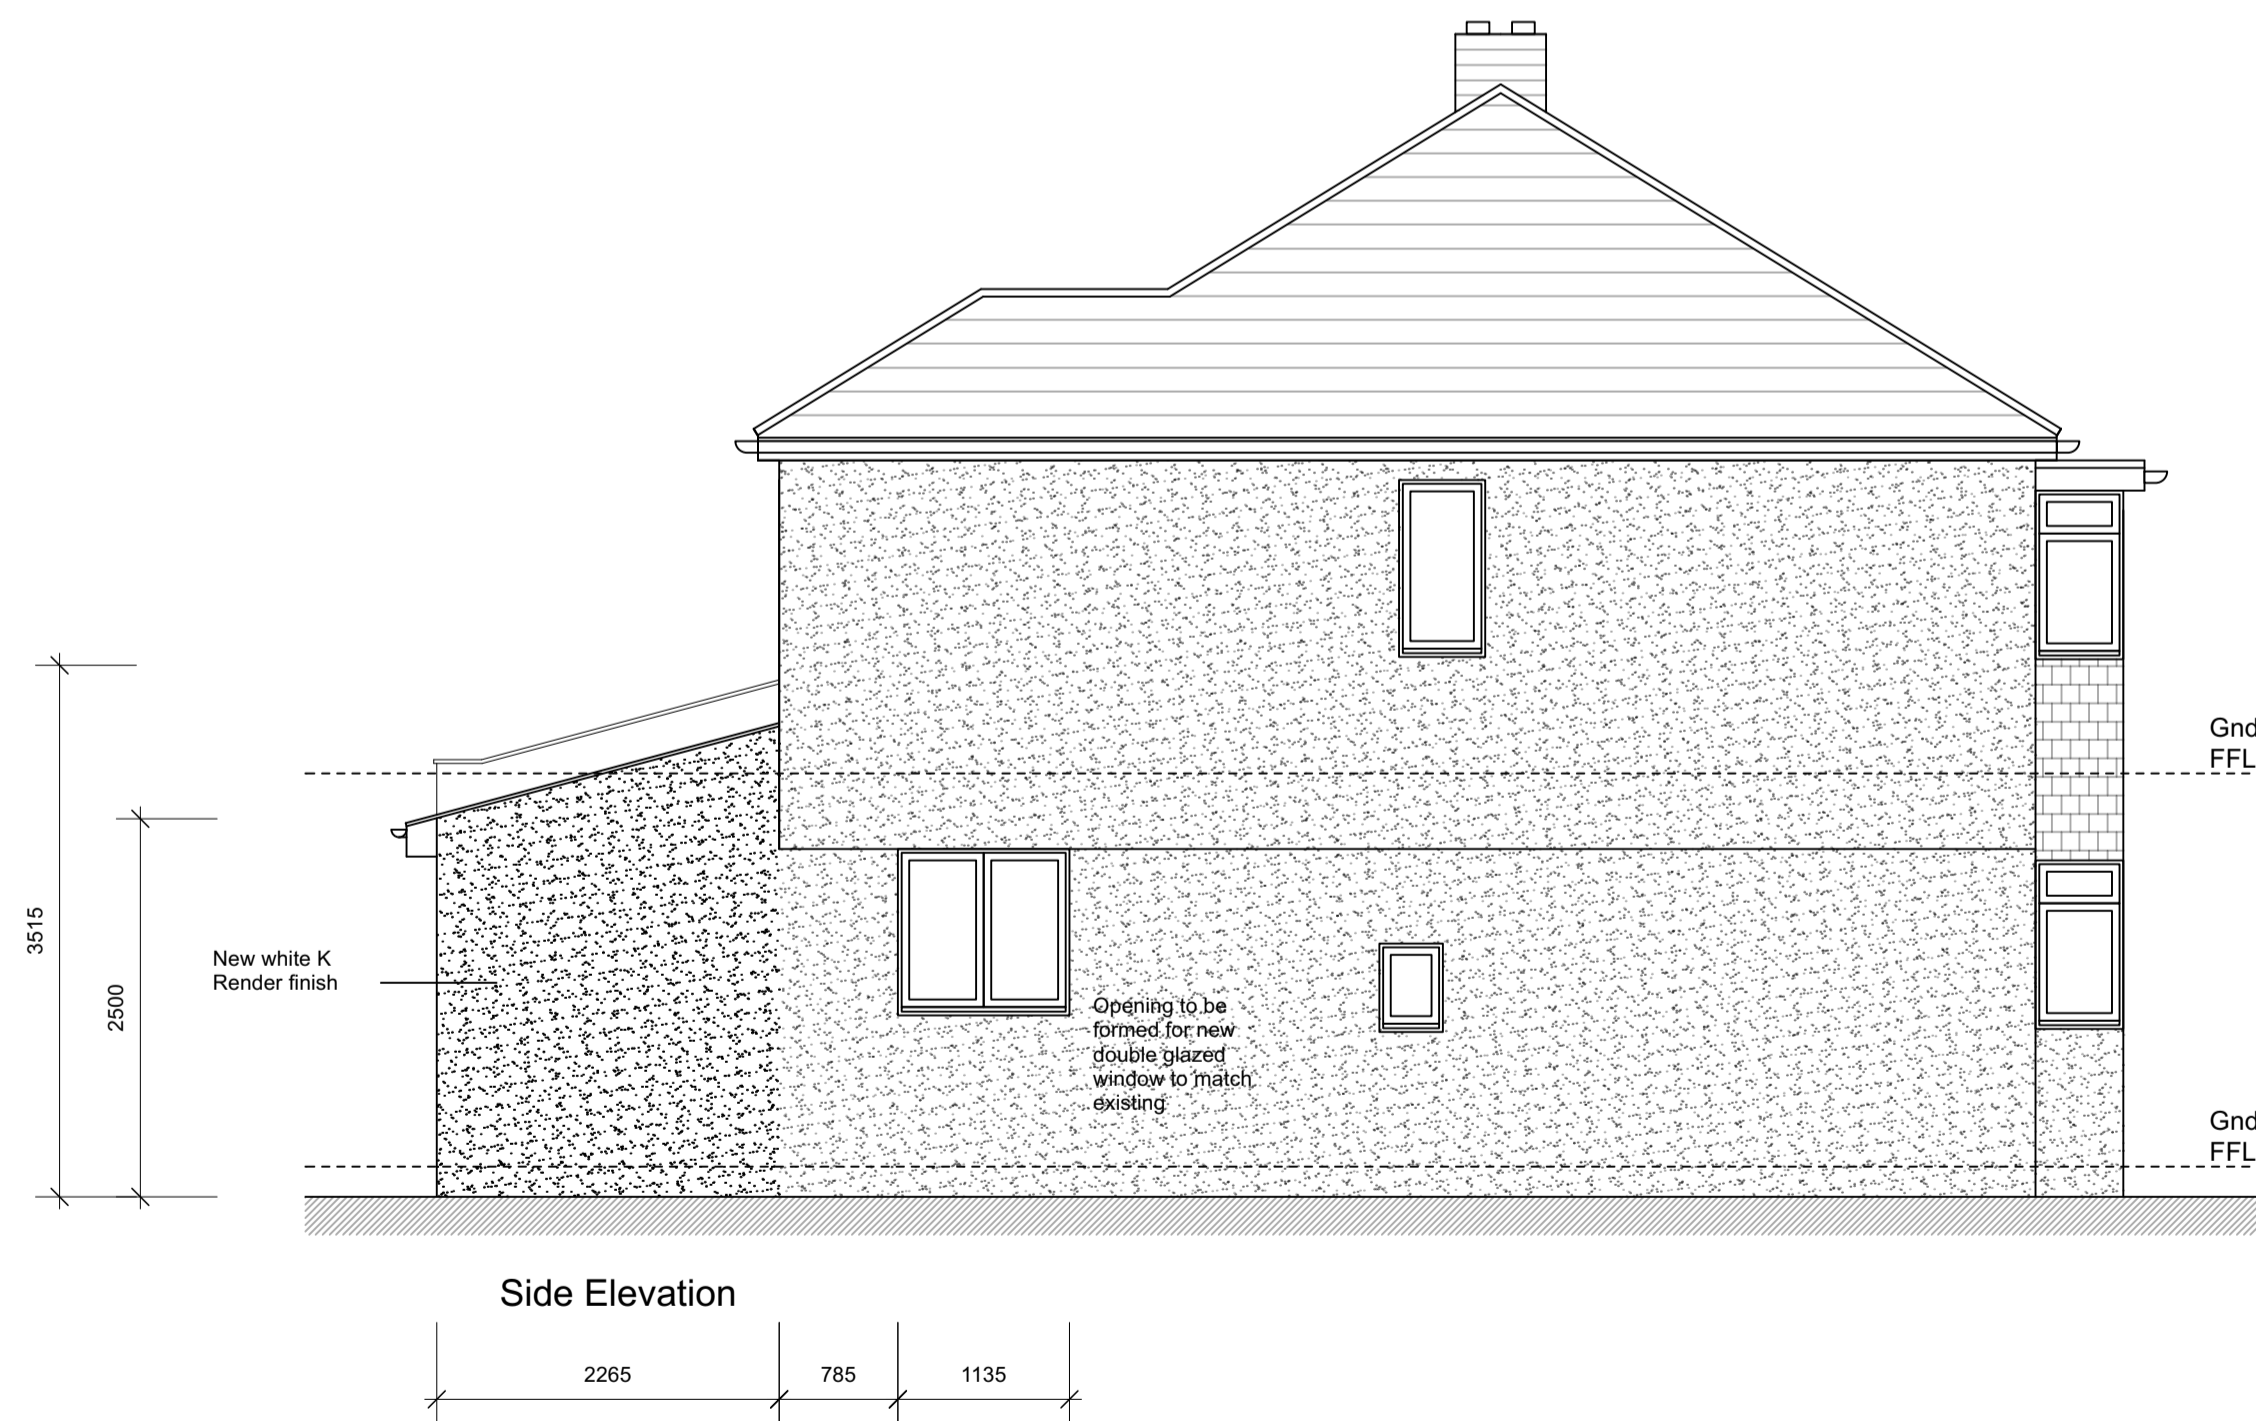 Gnd
FFL
3515
2500
New white K
Render finish
Opening to be
formed for new
double glazed
window to match
existing
Gnd
FFL
Side Elevation
2265
785
1135